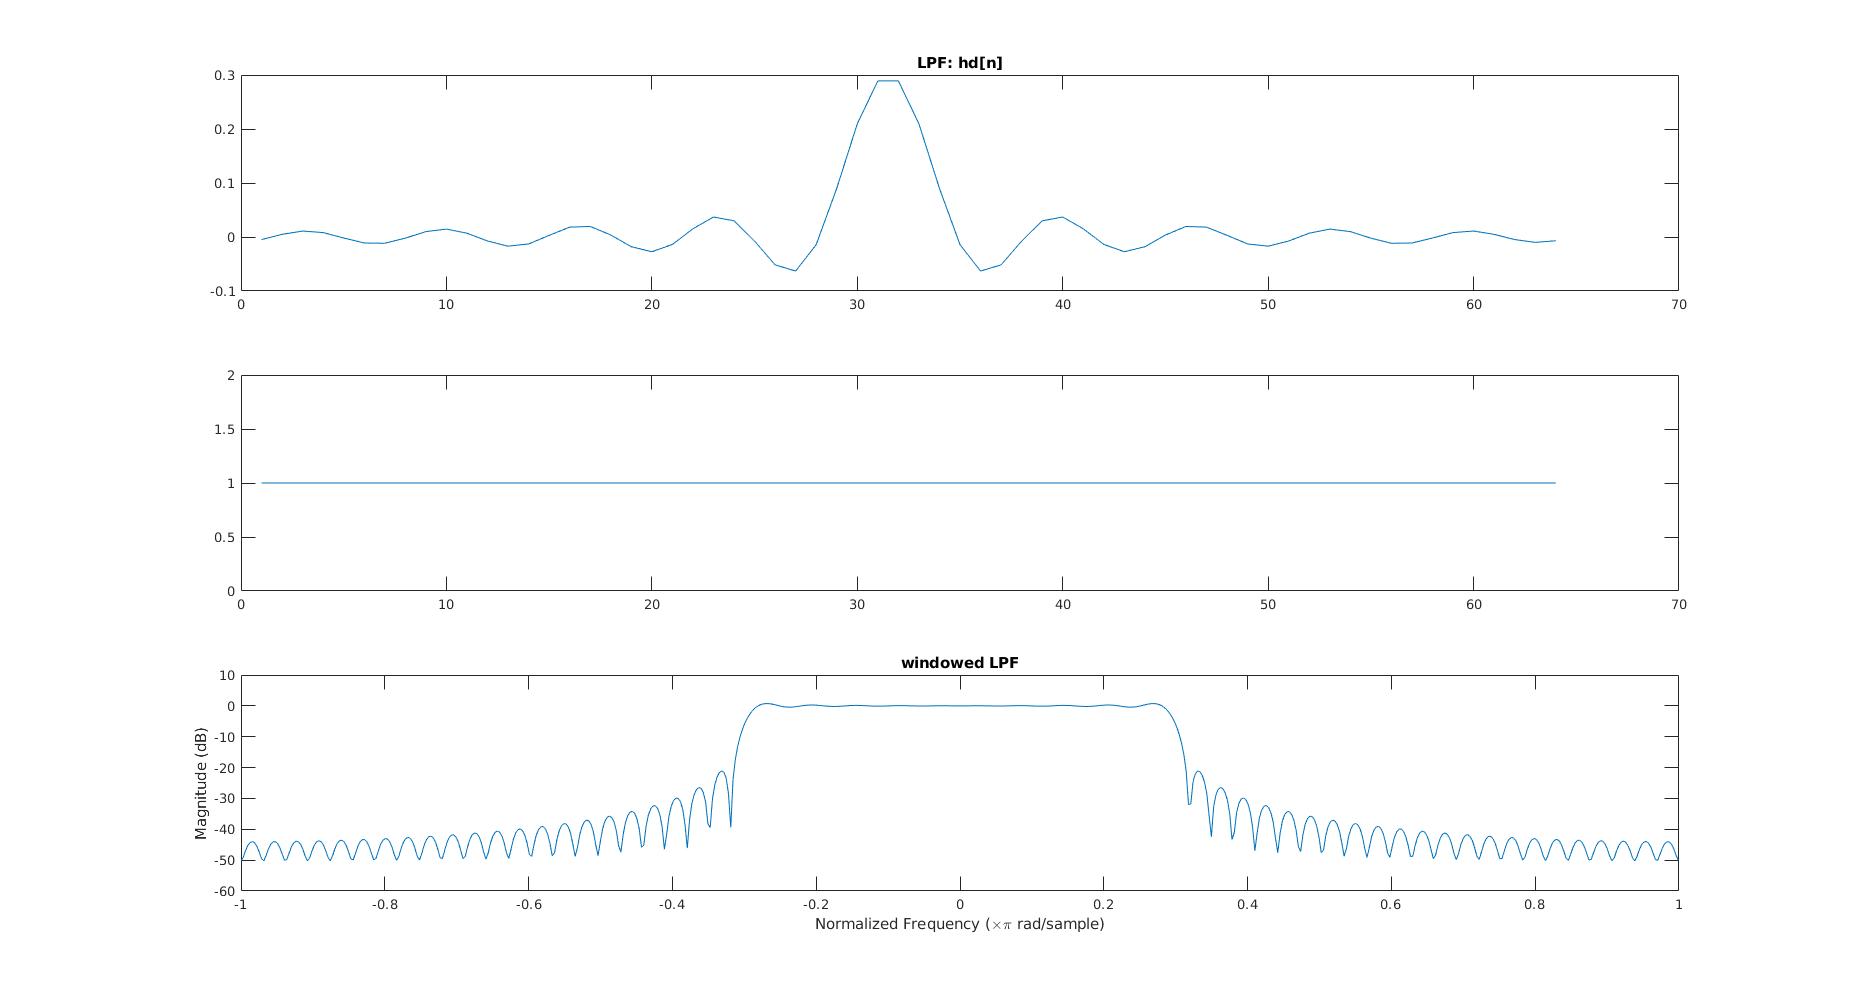 LPF: hd[n]
0.3
0.2
0.1
0
-0.1
0 10 20 30 40 50 60 70
2
1.5
1
0.5
0
0 10 20 30 40 50 60 70
windowed LPF
10
0
-10
-20
-30
-40
-50
-60
Magnitude (dB)
-1 -0.8 -0.6 -0.4 -0.2 0 0.2 0.4 0.6 0.8 1
Normalized Frequency (×π rad/sample)